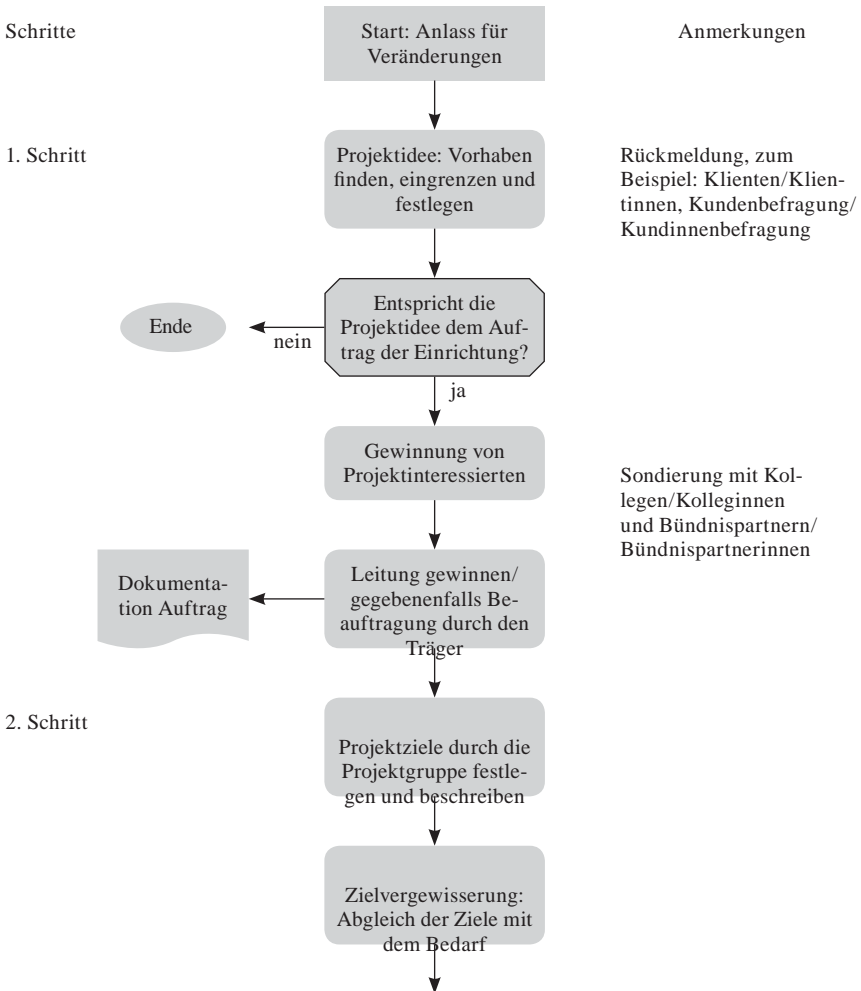 Schritte
Start: Anlass für
Veränderungen
Anmerkungen
1. Schritt
Projektidee: Vorhaben
finden, eingrenzen und
festlegen
Rückmeldung, zum
Beispiel: Klienten/Klien-
tinnen, Kundenbefragung/
Kundinnenbefragung
Entspricht die
Projektidee dem Auf-
trag der Einrichtung?
nein
Ende
ja
Gewinnung von
Projektinteressierten
Sondierung mit Kol-
legen/Kolleginnen
und Bündnispartnern/
Bündnispartnerinnen
Leitung gewinnen/
gegebenenfalls Be-
auftragung durch den
Träger
Dokumenta-
tion Auftrag
2. Schritt
Projektziele durch die
Projektgruppe festle-
gen und beschreiben
Zielvergewisserung:
Abgleich der Ziele mit
dem Bedarf